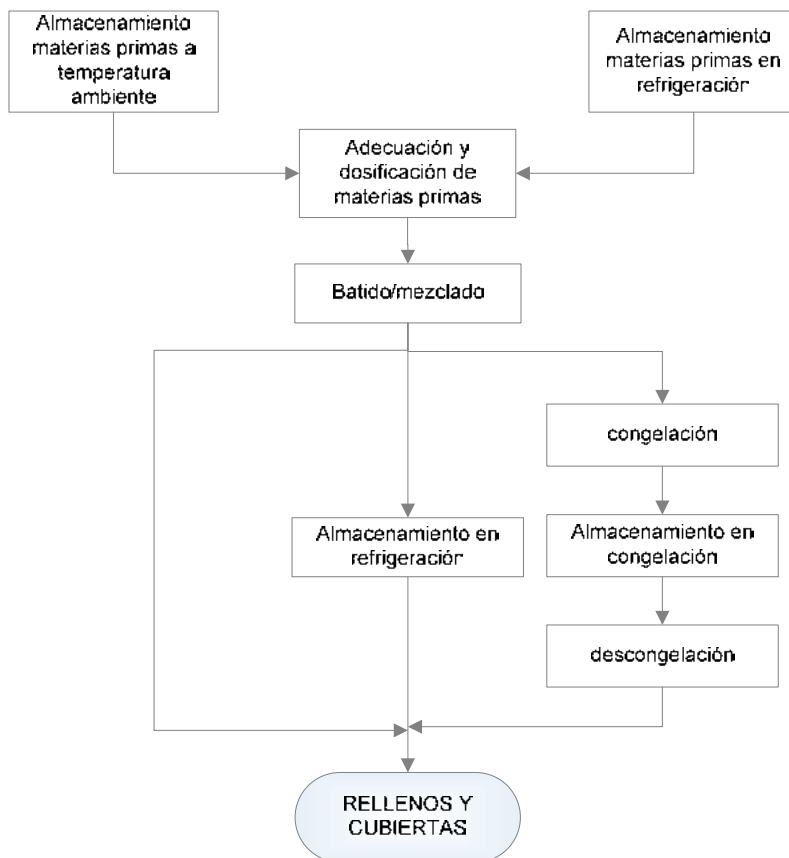 Almacenamiento
materias primas a
temperatura
ambiente
Almacenamiento
materias primas en
refrigeración
Adecuación y
dosificación de
materias primas
Batido/mezclado
congelación
Almacenamiento en
refrigeración
Almacenamiento en
congelación
descongelación
RELLENOS Y
CUBIERTAS